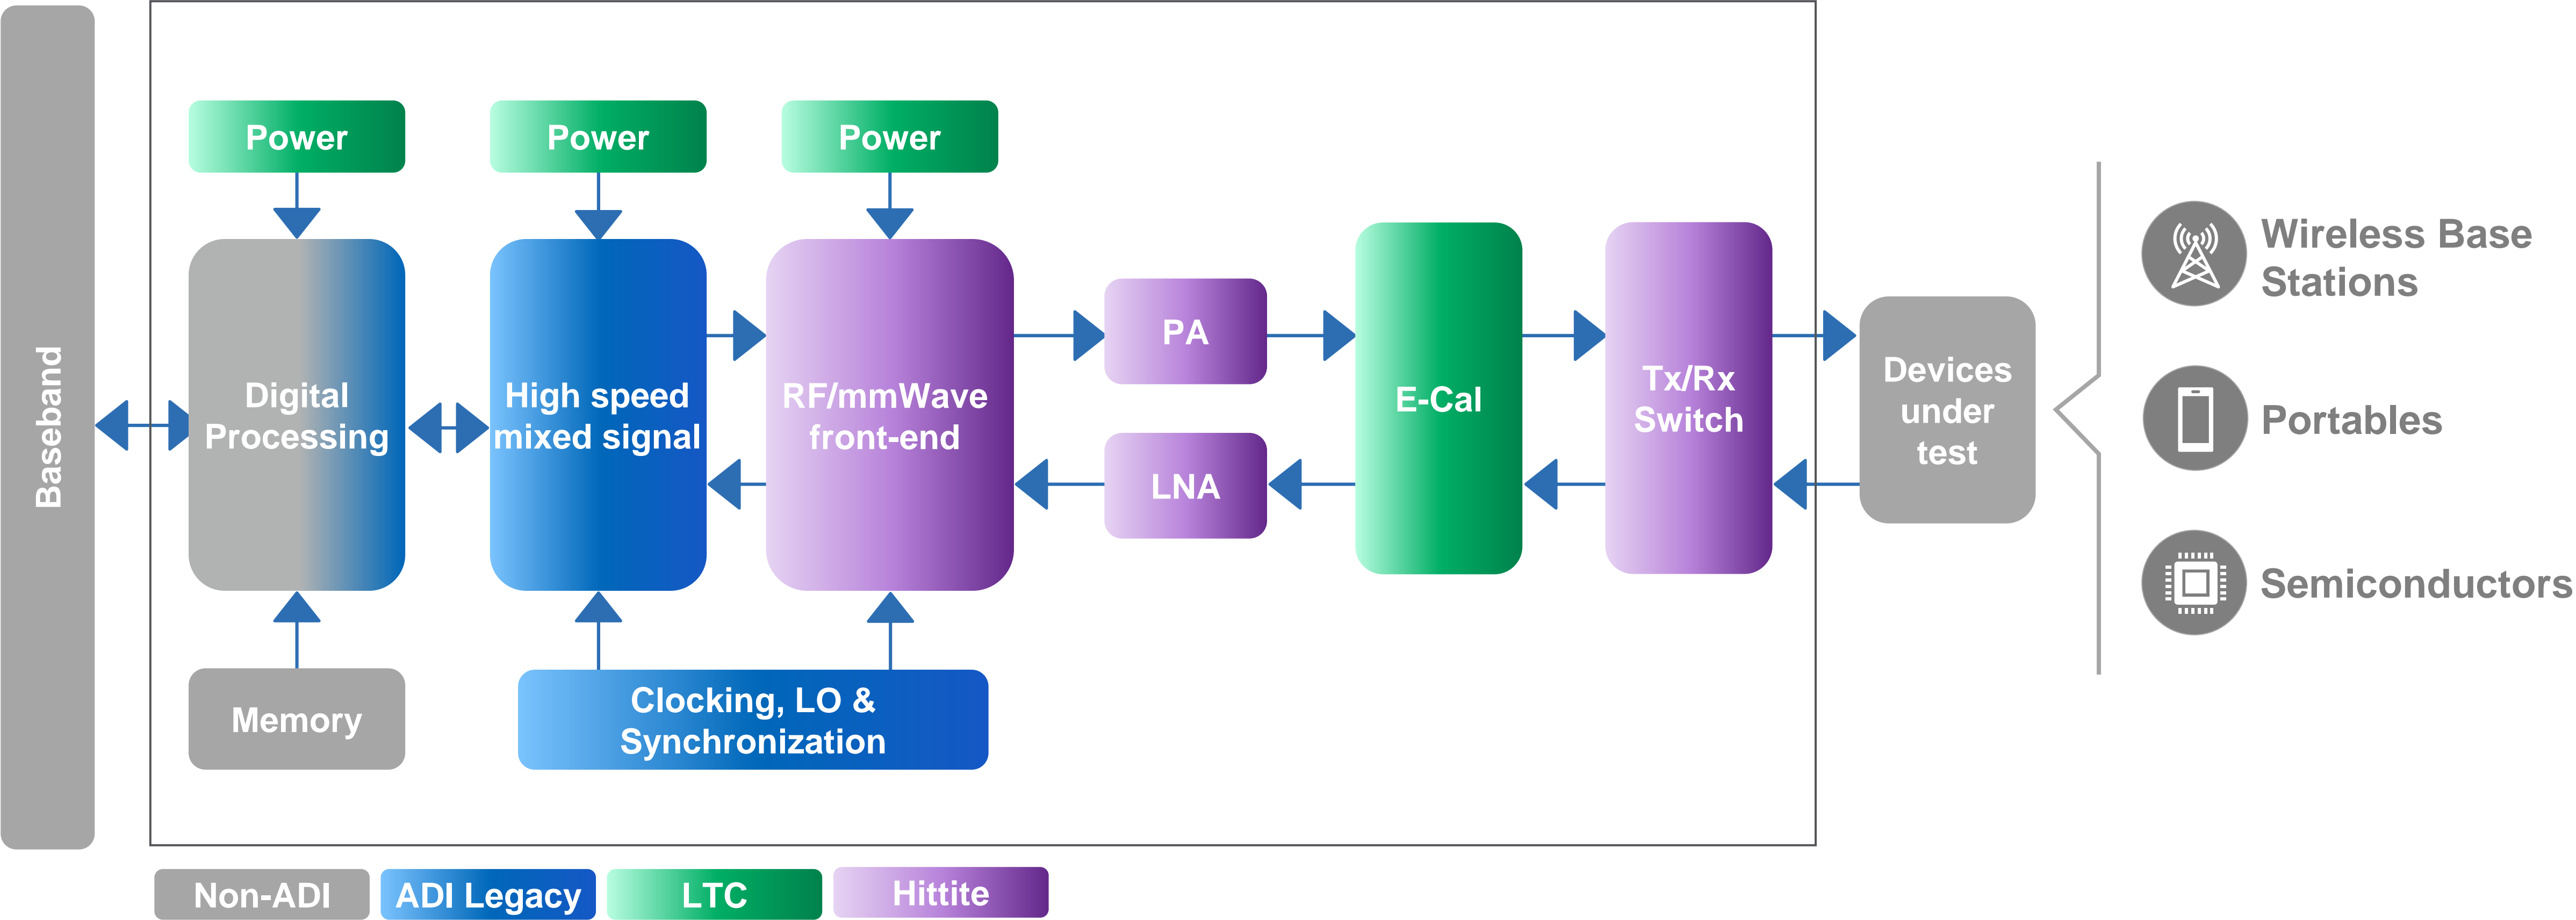 Baseband
Power
Power
Power
Digital
Processing
High speed
mixed signal
RF/mmWave
front-end
PA
LNA
E-Cal
Tx/Rx
Switch
Devices
under
test
Memory
Clocking, LO &
Synchronization
Wireless Base
Stations
Portables
Semiconductors
Non-ADI
ADI Legacy
LTC
Hittite